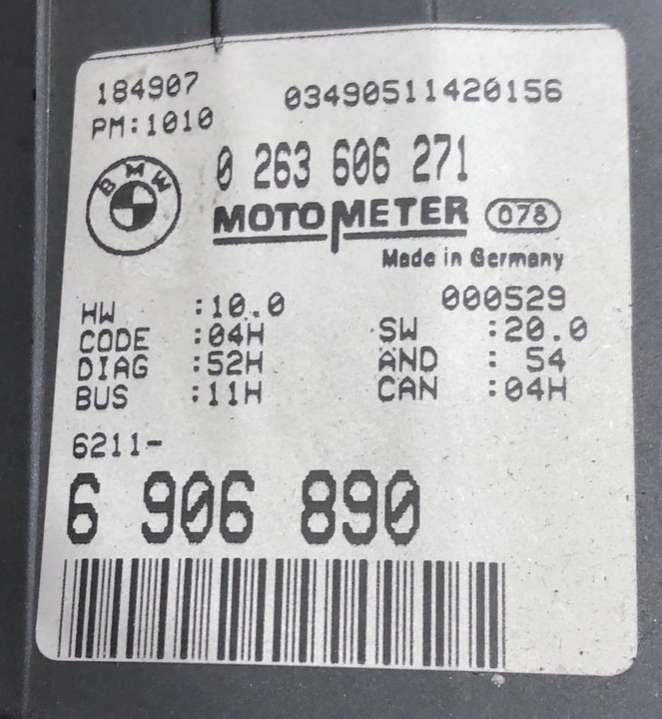 184907 03490511420156
PM:1010
BMW 0 263 606 271
MOTOMETER 078
Made in Germany
HW :10.0 000529
CODE :04H SW :20.0
DIAG :52H AND : 54
BUS :11H CAN :04H
6211-
6 906 890